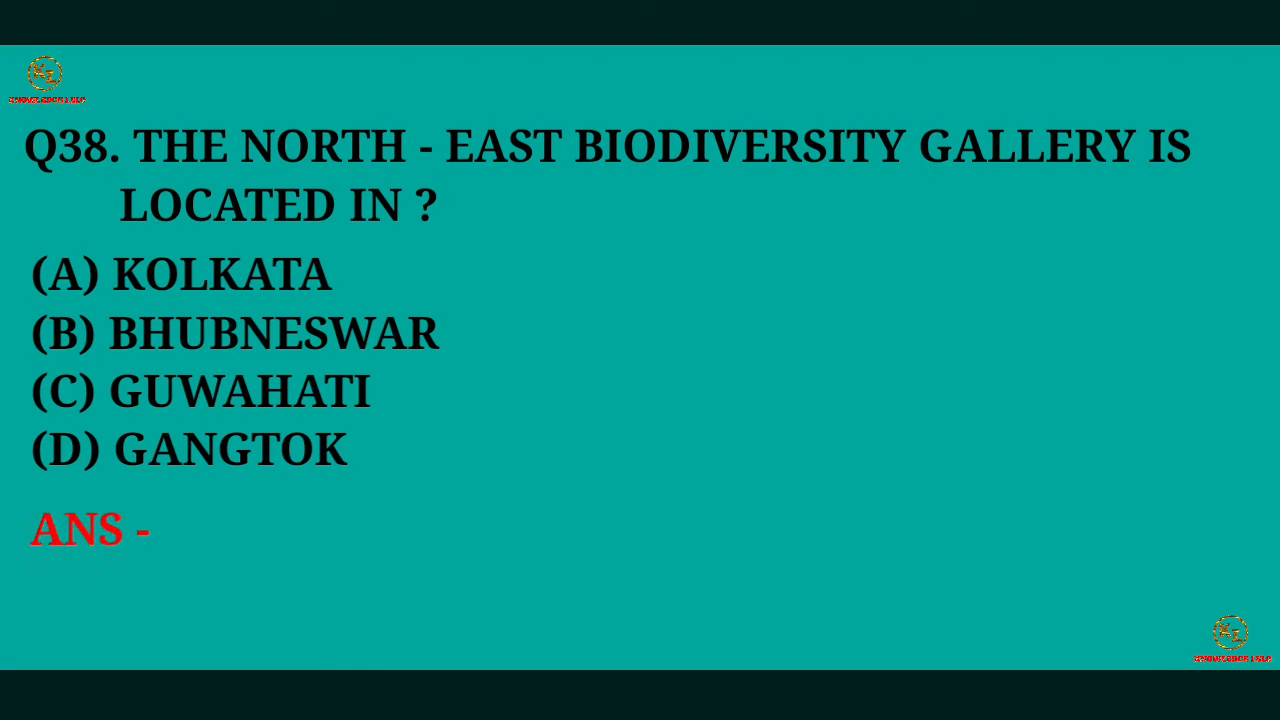 Q38. THE NORTH - EAST BIODIVERSITY GALLERY IS
LOCATED IN ?
(A) KOLKATA
(B) BHUBNESWAR
(C) GUWAHATI
(D) GANGTOK
ANS -